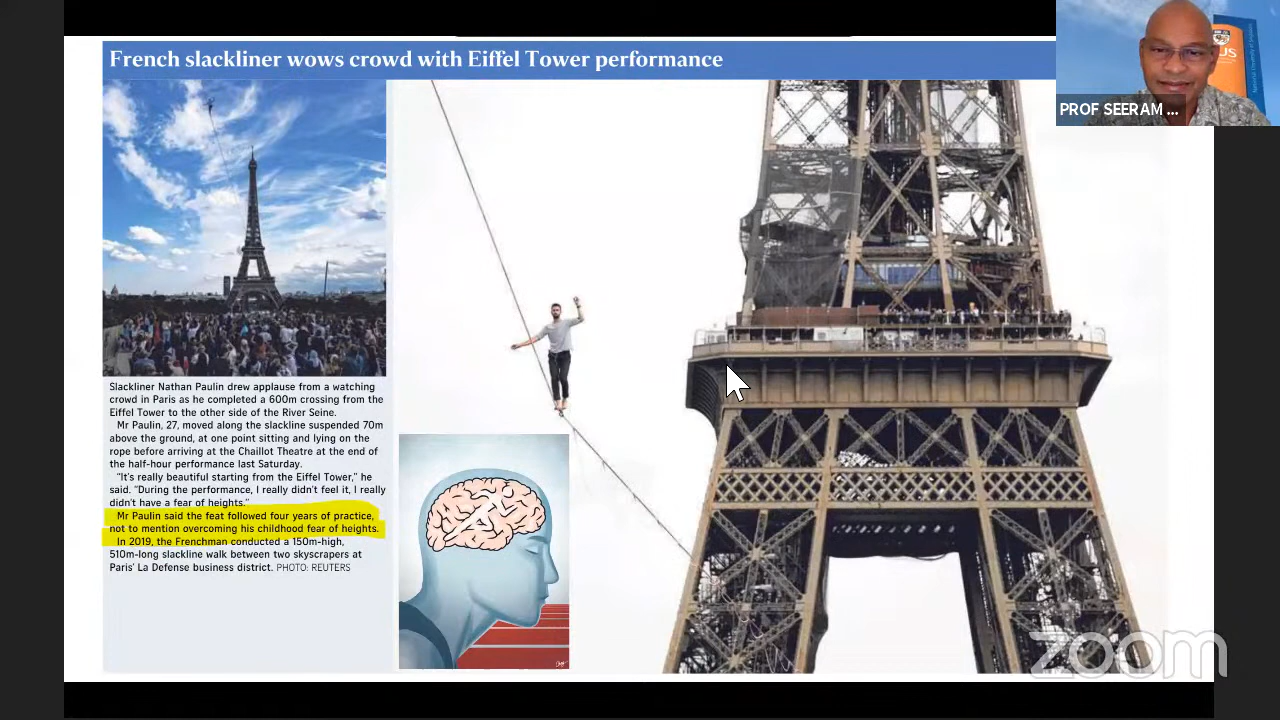 French slackliner wows crowd with Eiffel Tower performance
US
PROF SEERAM ...
Slackliner Nathan Paulin drew applause from a watching
crowd in Paris as he completed a 600m crossing from the
Eiffel Tower to the other side of the River Seine.
Mr Paulin, 27, moved along the slackline suspended 70m
above the ground, at one point sitting and lying on the
rope before arriving at the Chaillot Theatre at the end of
the half-hour performance last Saturday.
“It's really beautiful starting from the Eiffel Tower,” he
said. “During the performance, I really didn't feel it, I really
didn't have a fear of heights.”
Mr Paulin said the feat followed four years of practice,
not to mention overcoming his childhood fear of heights.
In 2019, the Frenchman conducted a 150m-high,
510m-long slackline walk between two skyscrapers at
Paris' La Defense business district. PHOTO: REUTERS
zoom